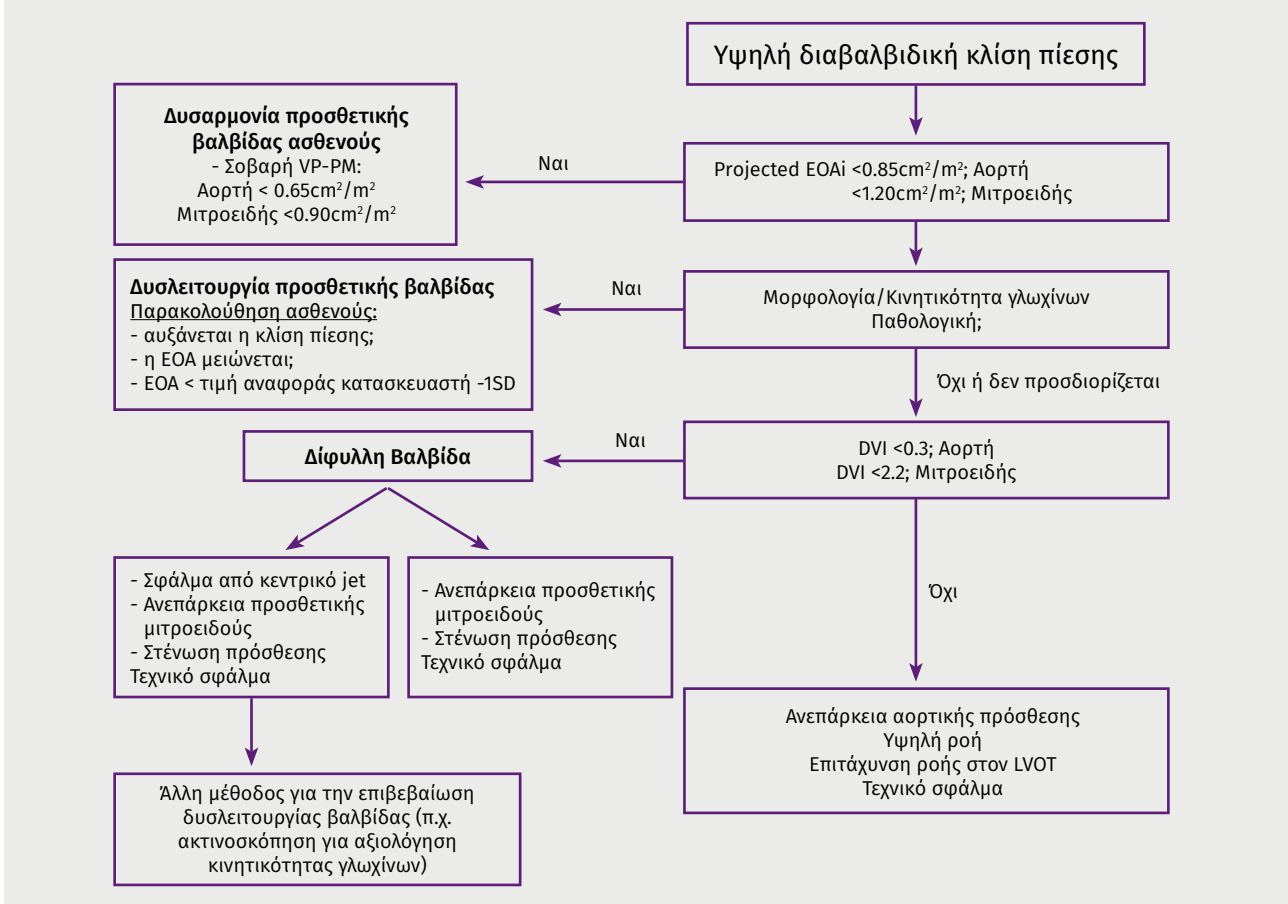 Υψηλή διαβαλβιδική κλίση πίεσης
Δυσαρμονία προσθετικής
βαλβίδας ασθενούς
- Σοβαρή VP-PM:
Αορτή < 0.65cm²/m²
Μιτροειδής <0.90cm²/m²
Ναι
Projected EOAi <0.85cm²/m²; Αορτή
<1.20cm²/m²; Μιτροειδής
Δυσλειτουργία προσθετικής βαλβίδας
Παρακολούθηση ασθενούς:
- αυξάνεται η κλίση πίεσης;
- η EOA μειώνεται;
- EOA < τιμή αναφοράς κατασκευαστή -1SD
Ναι
Μορφολογία/Κινητικότητα γλωχίνων
Παθολογική;
Όχι ή δεν προσδιορίζεται
Δίφυλλη Βαλβίδα
Ναι
DVI <0.3; Αορτή
DVI <2.2; Μιτροειδής
- Σφάλμα από κεντρικό jet
- Ανεπάρκεια προσθετικής
μιτροειδούς
- Στένωση πρόσθεσης
Τεχνικό σφάλμα
- Ανεπάρκεια προσθετικής
μιτροειδούς
- Στένωση πρόσθεσης
Τεχνικό σφάλμα
Όχι
Ανεπάρκεια αορτικής πρόσθεσης
Υψηλή ροή
Επιτάχυνση ροής στον LVOT
Τεχνικό σφάλμα
Άλλη μέθοδος για την επιβεβαίωση
δυσλειτουργίας βαλβίδας (π.χ.
ακτινοσκόπηση για αξιολόγηση
κινητικότητας γλωχίνων)